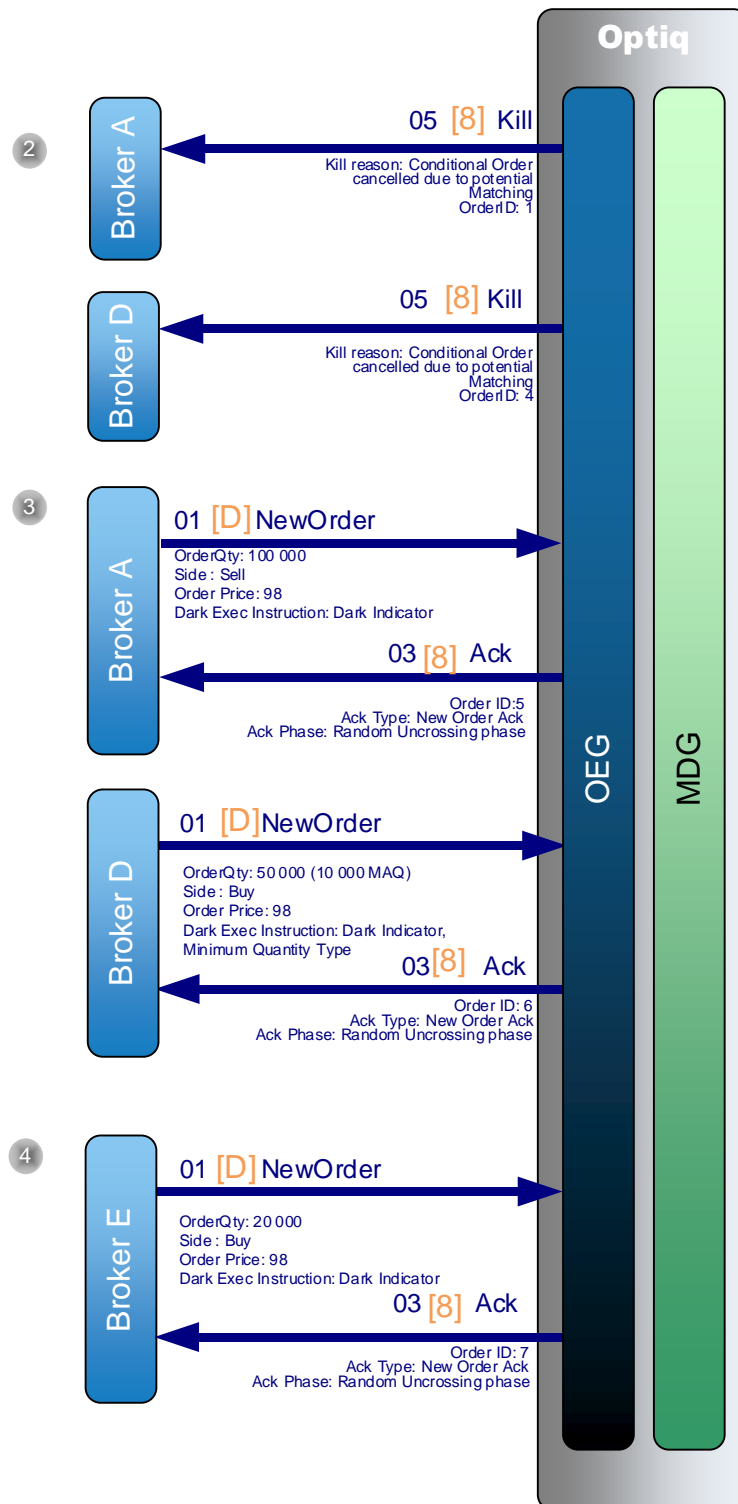 Optiq
2
Broker A
05 [8] Kill
Kill reason: Conditional Order
cancelled due to potential
Matching
OrderID: 1
Broker D
05 [8] Kill
Kill reason: Conditional Order
cancelled due to potential
Matching
OrderID: 4
3
Broker A
01 [D] NewOrder
OrderQty: 100 000
Side : Sell
Order Price: 98
Dark Exec Instruction: Dark Indicator
03 [8] Ack
Order ID:5
Ack Type: New Order Ack
Ack Phase: Random Uncrossing phase
OEG
MDG
Broker D
01 [D] NewOrder
OrderQty: 50 000 (10 000 MAQ)
Side : Buy
Order Price: 98
Dark Exec Instruction: Dark Indicator,
Minimum Quantity Type
03 [8] Ack
Order ID: 6
Ack Type: New Order Ack
Ack Phase: Random Uncrossing phase
4
Broker E
01 [D] NewOrder
OrderQty: 20 000
Side : Buy
Order Price: 98
Dark Exec Instruction: Dark Indicator
03 [8] Ack
Order ID: 7
Ack Type: New Order Ack
Ack Phase: Random Uncrossing phase